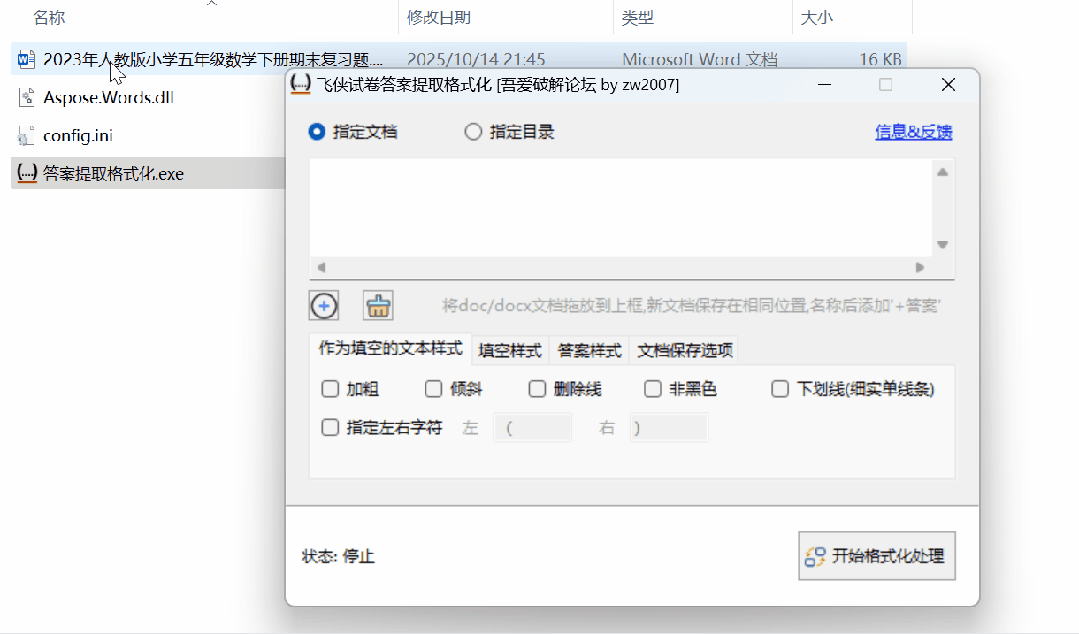 名称 修改日期 类型 大小
2023年人教版小学五年级数学下册期末复习题.... 2025/10/14 21:45 Microsoft Word 文档 16 KB
Aspose.Words.dll
config.ini
答案提取格式化.exe
飞侠试卷答案提取格式化 [吾爱破解论坛 by zw2007]
指定文档 指定目录 信息&反馈
将doc/docx文档拖放到上框,新文档保存在相同位置,名称后添加'+答案'
作为填空的文本样式 填空样式 答案样式 文档保存选项
加粗 倾斜 删除线 非黑色 下划线(细实单线条)
指定左右字符 左 ( 右 )
状态: 停止 开始格式化处理